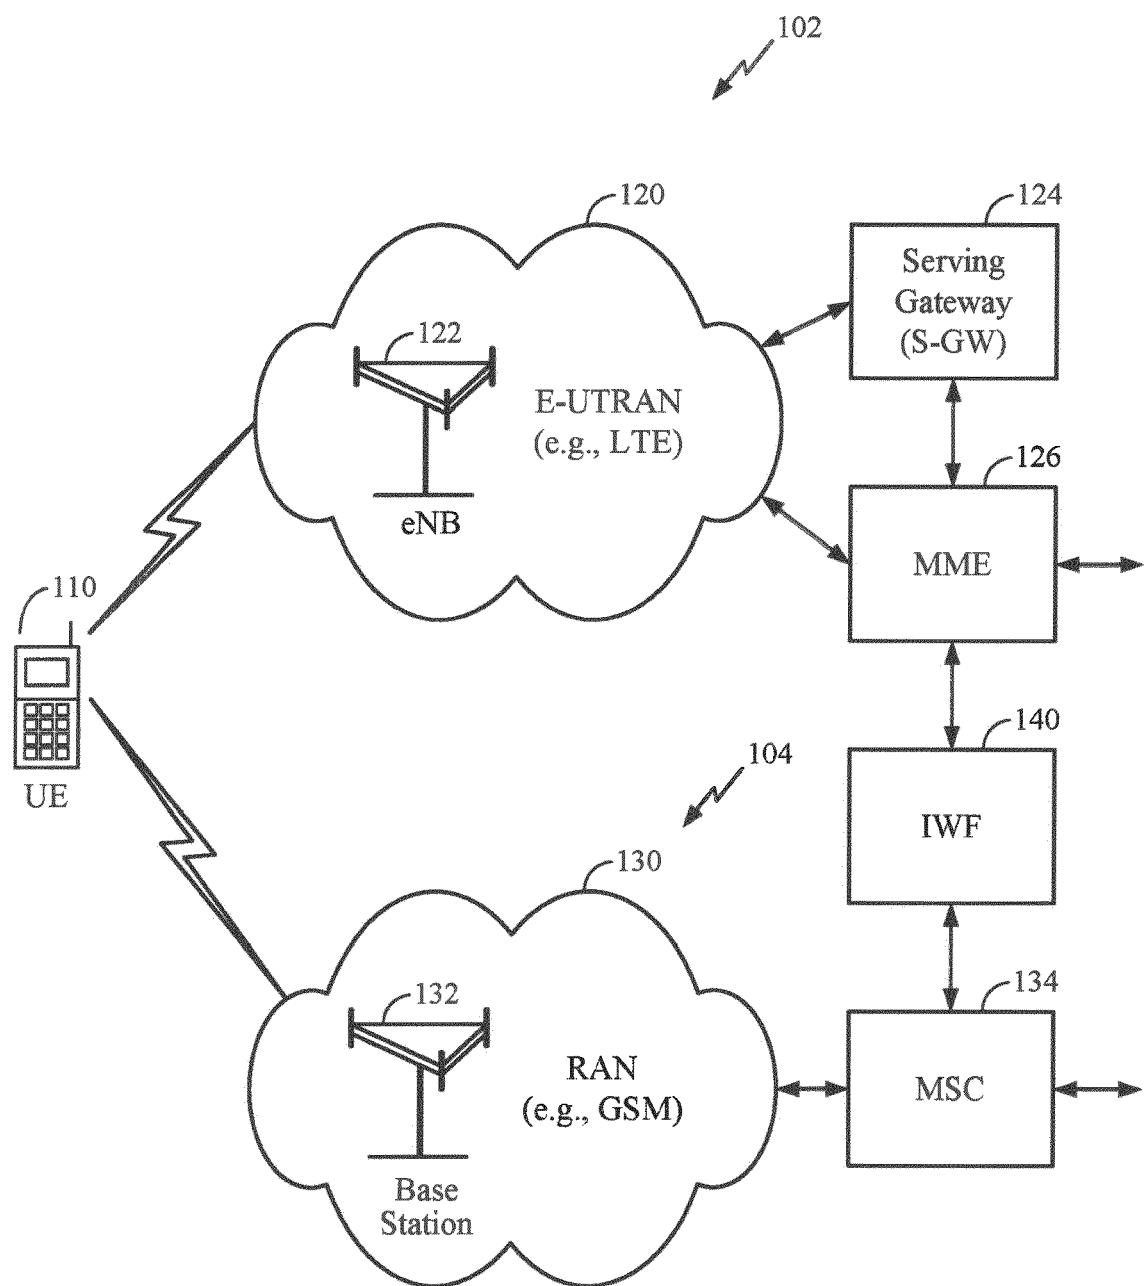 102
120
124
Serving
Gateway
(S-GW)
122
E-UTRAN
(e.g., LTE)
eNB
126
MME
110
UE
140
IWF
104
130
134
MSC
132
RAN
(e.g., GSM)
Base
Station